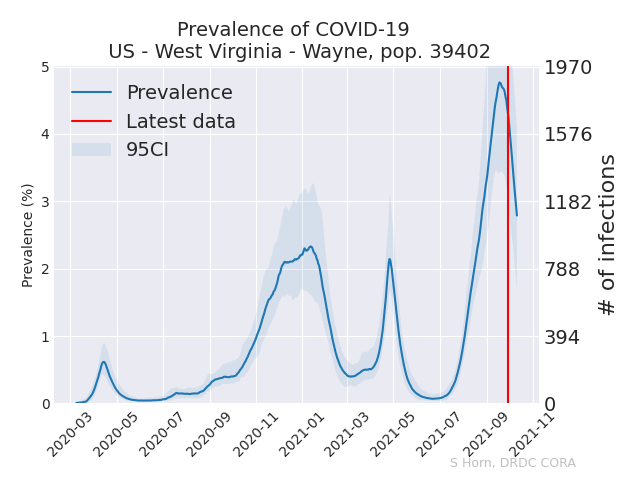 Prevalence of COVID-19
US - West Virginia - Wayne, pop. 39402
Prevalence
Latest data
95CI
Prevalence (%)
5
4
3
2
1
0
1970
1576
1182
788
394
0
# of infections
2020-03
2020-05
2020-07
2020-09
2020-11
2021-01
2021-03
2021-05
2021-07
2021-09
2021-11
S Horn, DRDC CORA